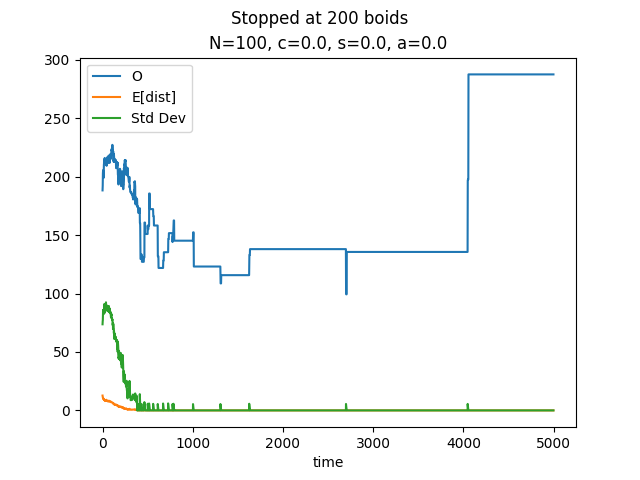 Stopped at 200 boids
N=100, c=0.0, s=0.0, a=0.0
300
250
200
150
100
50
0
O
E[dist]
Std Dev
0 1000 2000 3000 4000 5000
time